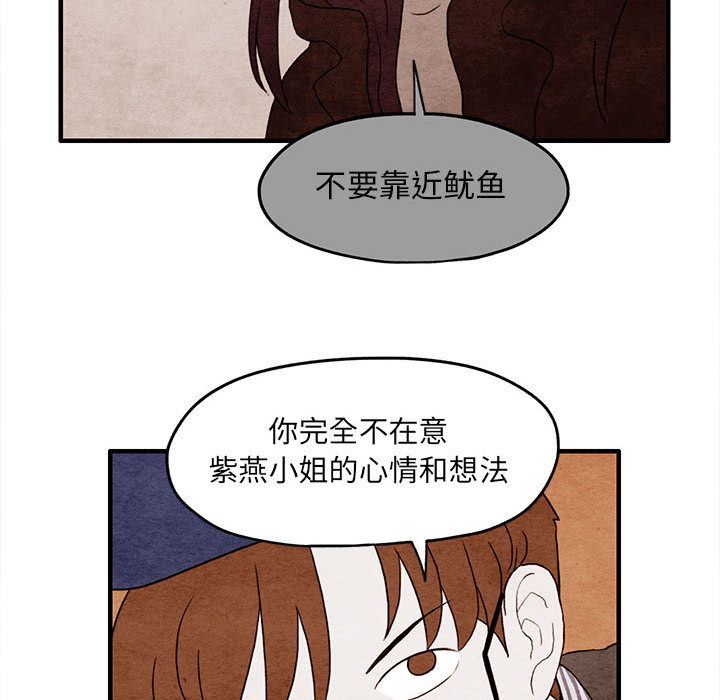 不要靠近鱿鱼
你完全不在意
紫燕小姐的心情和想法